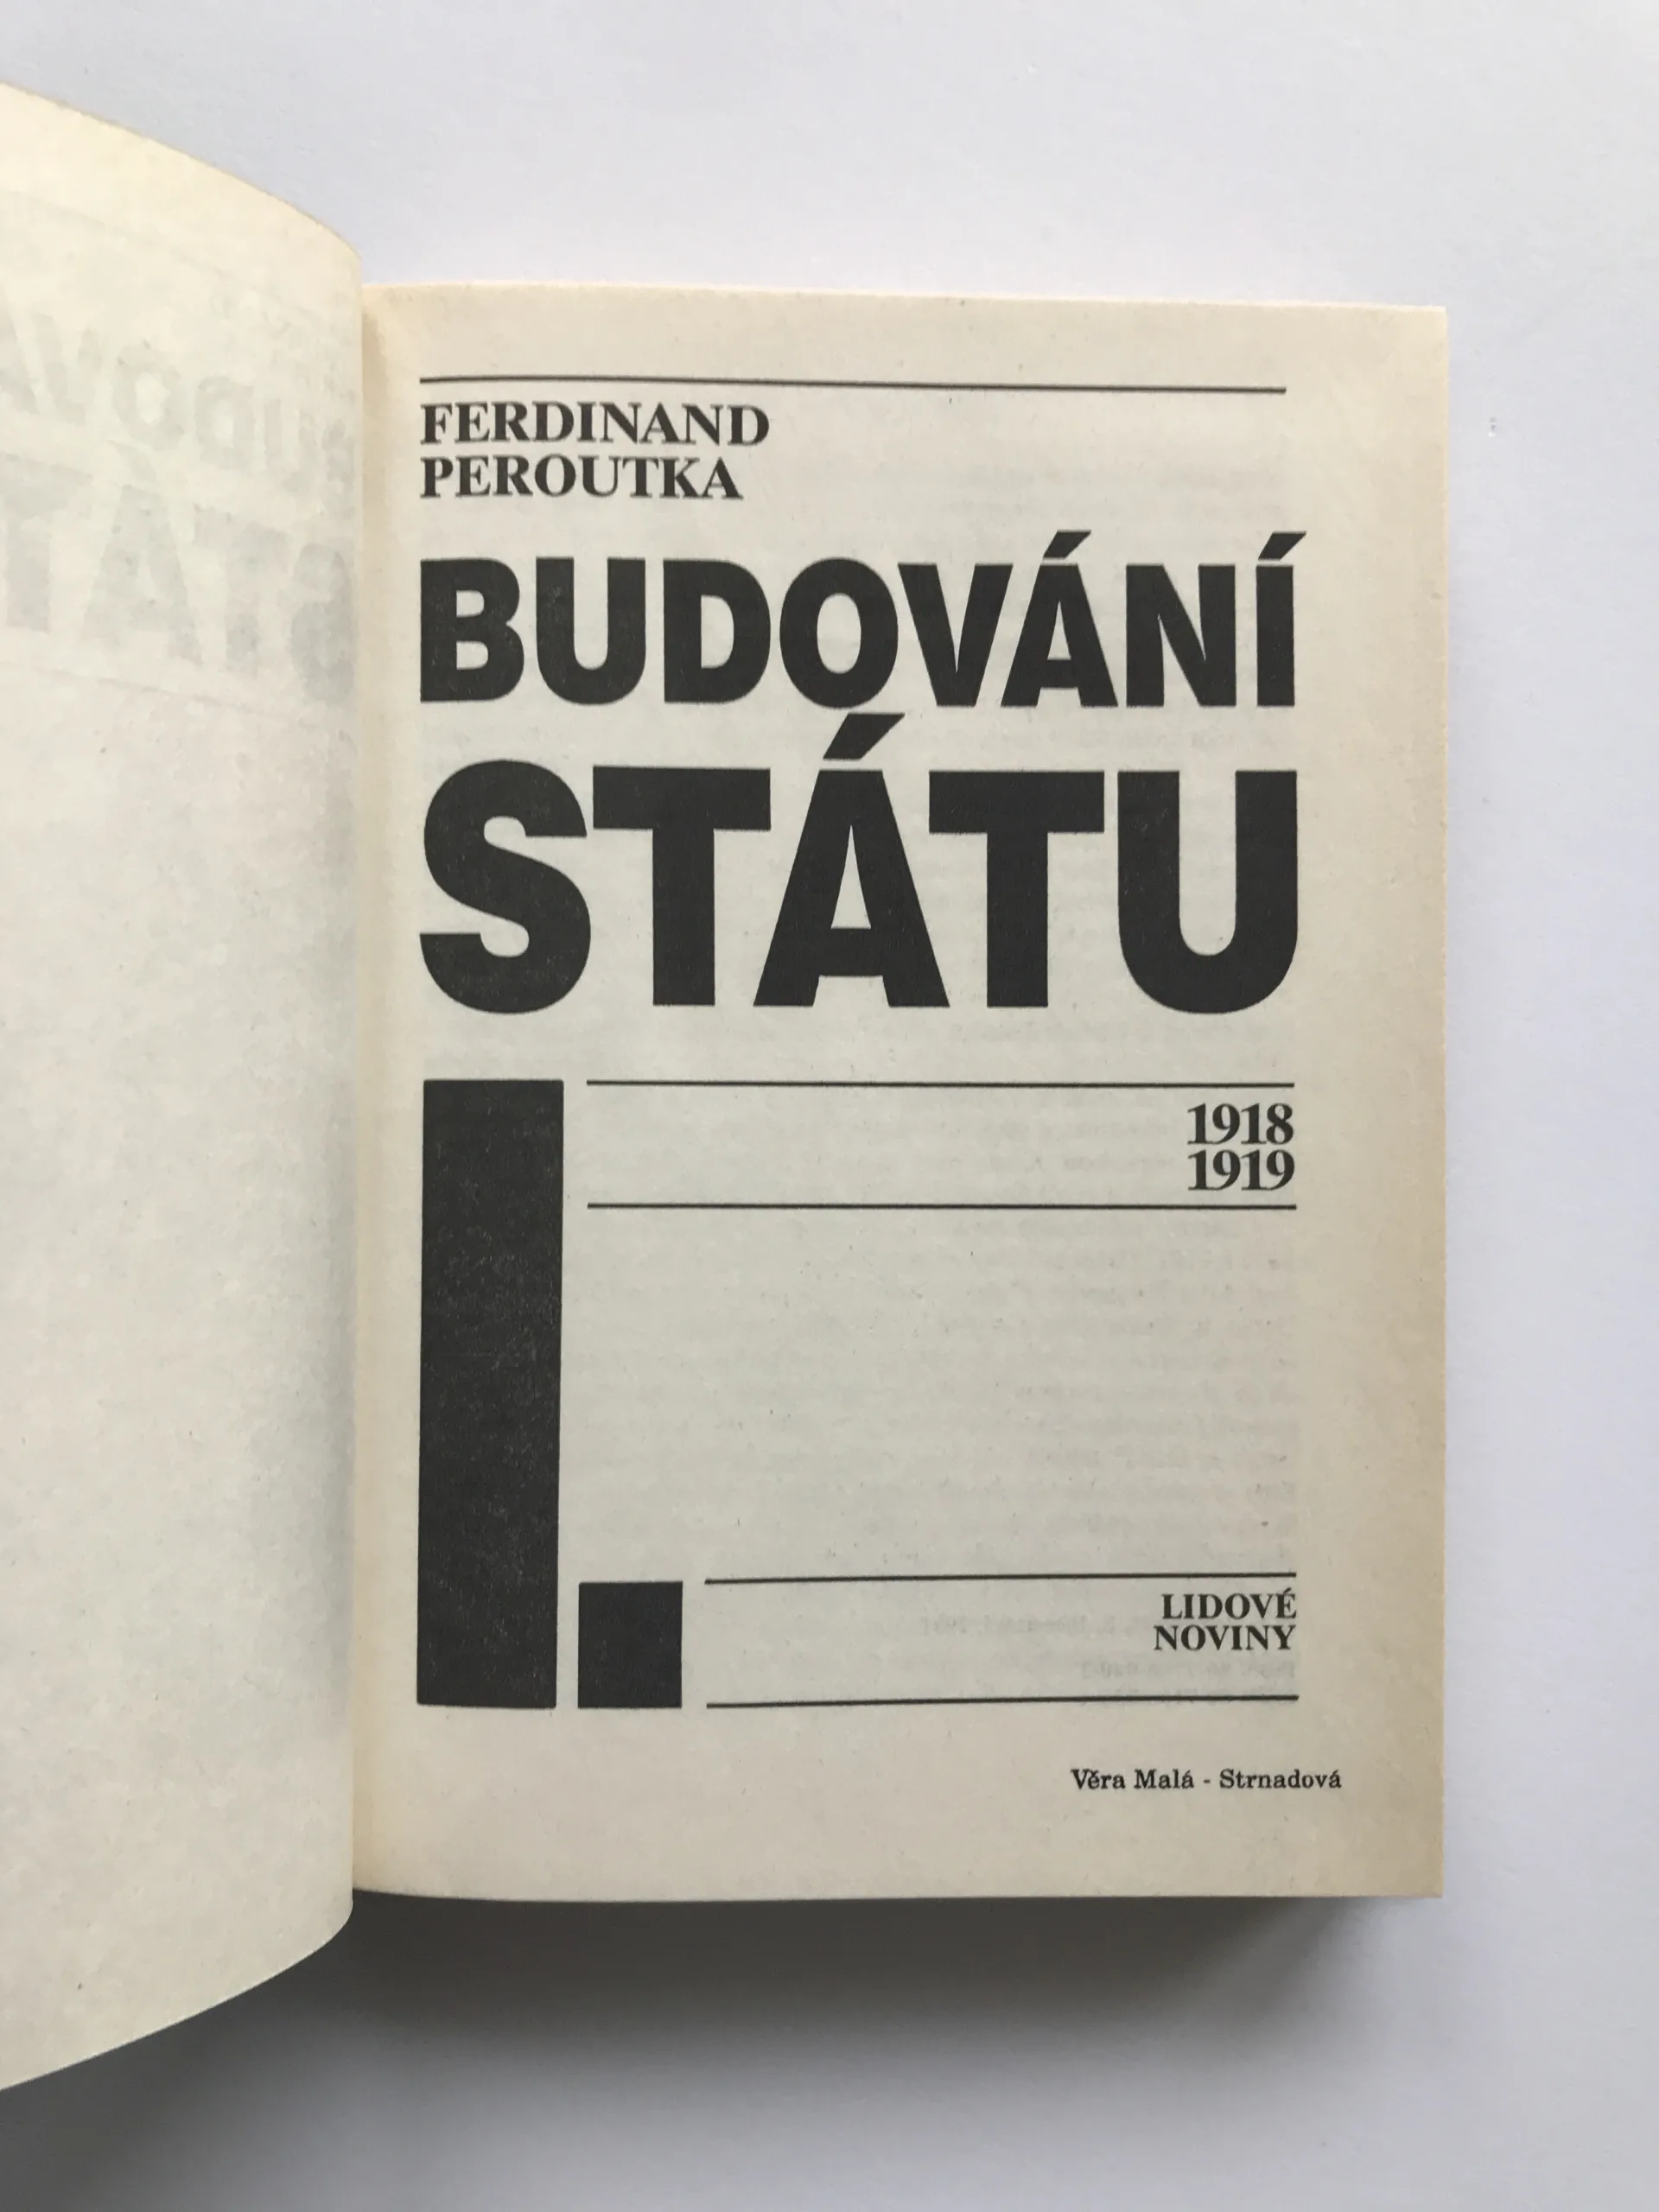 FERDINAND
PEROUTKA
BUDOVÁNÍ
STÁTU
I.
1918
1919
LIDOVÉ
NOVINY
Věra Malá - Strnadová